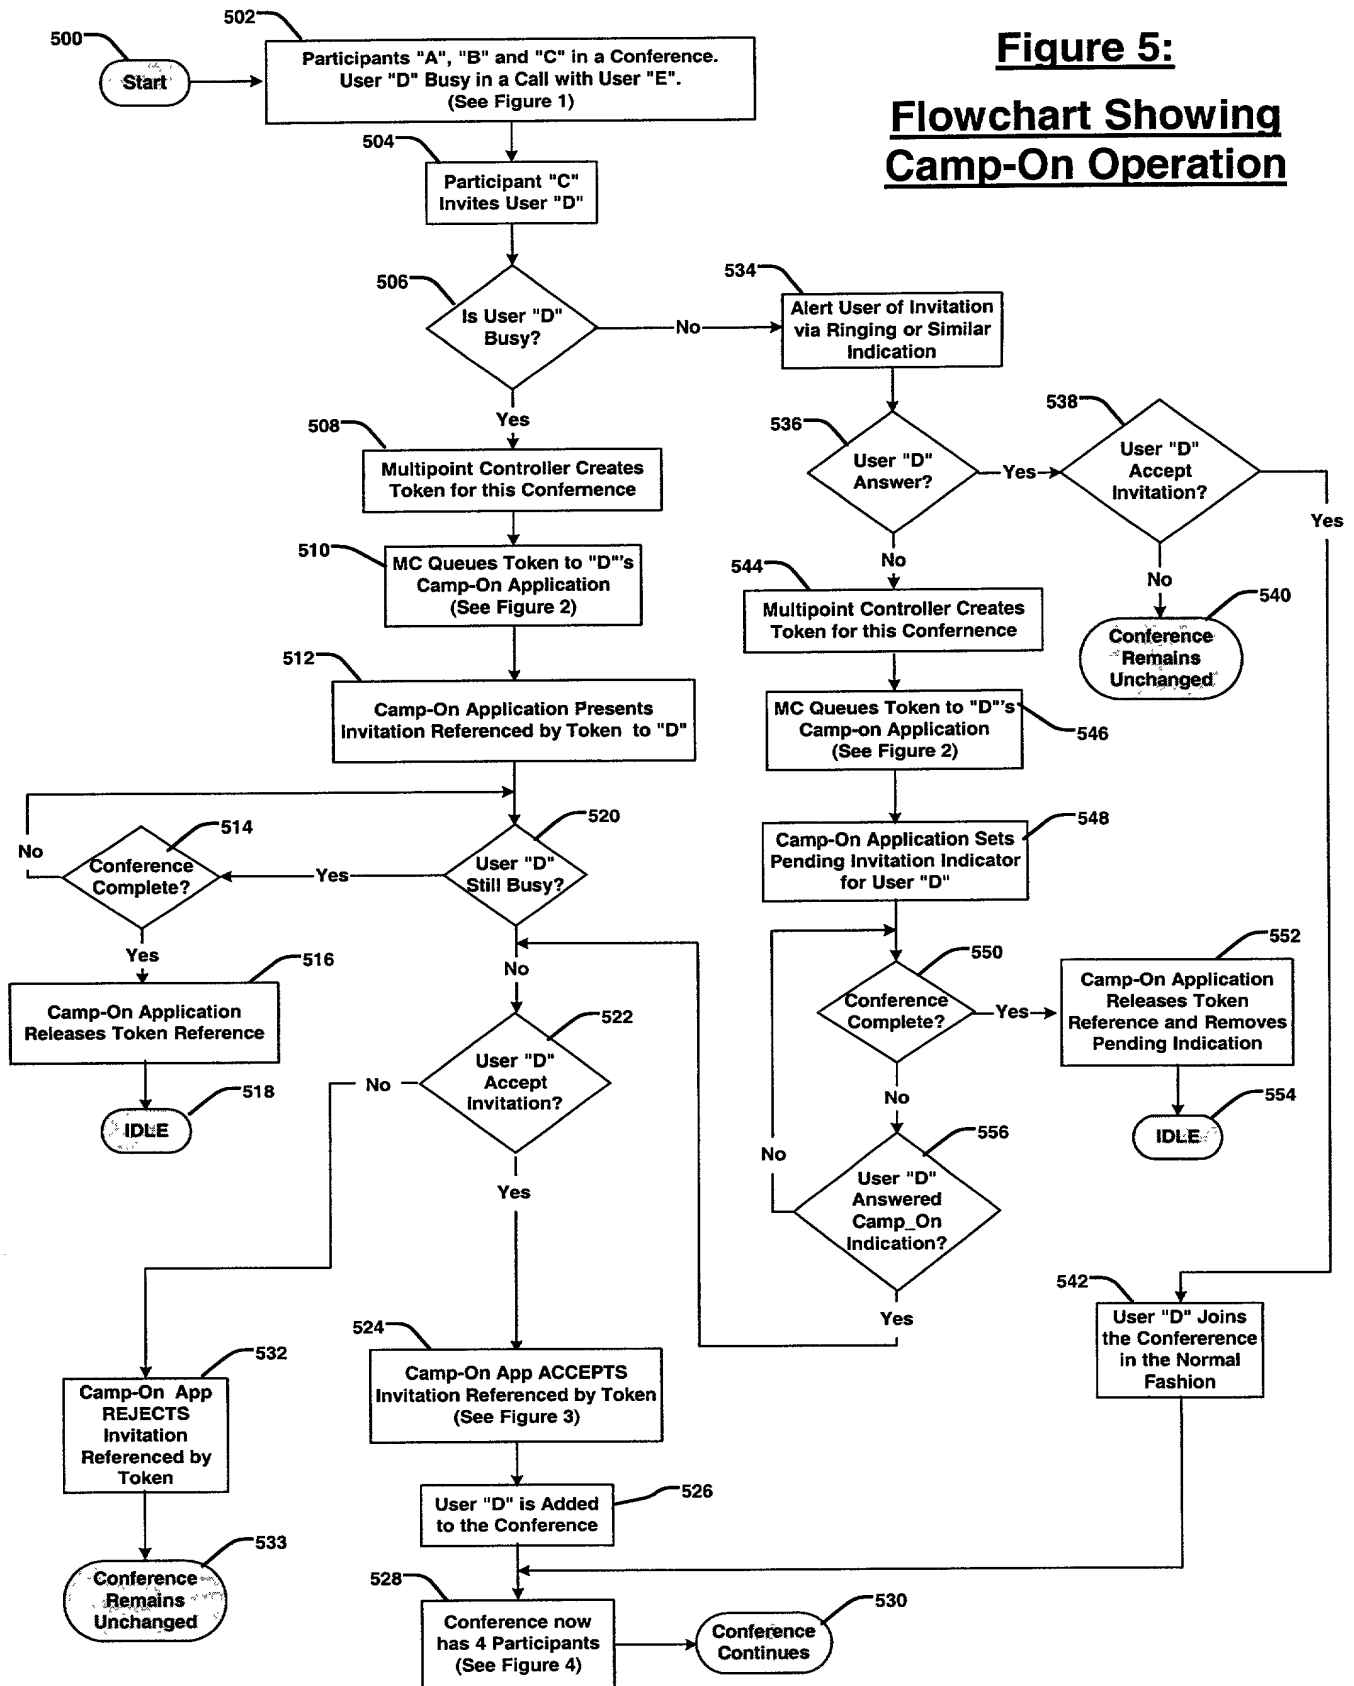 Figure 5:
Flowchart Showing
Camp-On Operation
500
Start
502
Participants "A", "B" and "C" in a Conference.
User "D" Busy in a Call with User "E".
(See Figure 1)
504
Participant "C"
Invites User "D"
506
Is User "D"
Busy?
No
Yes
534
Alert User of Invitation
via Ringing or Similar
Indication
508
Multipoint Controller Creates
Token for this Confernence
510
MC Queues Token to "D"'s
Camp-On Application
(See Figure 2)
512
Camp-On Application Presents
Invitation Referenced by Token to "D"
536
User "D"
Answer?
Yes
No
538
User "D"
Accept
Invitation?
Yes
No
540
Conference
Remains
Unchanged
544
Multipoint Controller Creates
Token for this Confernence
MC Queues Token to "D"'s
Camp-on Application
(See Figure 2)
546
548
Camp-On Application Sets
Pending Invitation Indicator
for User "D"
520
User "D"
Still Busy?
Yes
No
514
Conference
Complete?
No
Yes
516
Camp-On Application
Releases Token Reference
518
IDLE
522
User "D"
Accept
Invitation?
No
Yes
550
Conference
Complete?
Yes
No
552
Camp-On Application
Releases Token
Reference and Removes
Pending Indication
554
IDLE
556
User "D"
Answered
Camp_On
Indication?
No
Yes
542
User "D" Joins
the Confererence
in the Normal
Fashion
524
Camp-On App ACCEPTS
Invitation Referenced by Token
(See Figure 3)
532
Camp-On App
REJECTS
Invitation
Referenced by
Token
533
Conference
Remains
Unchanged
526
User "D" is Added
to the Conference
528
Conference now
has 4 Participants
(See Figure 4)
530
Conference
Continues